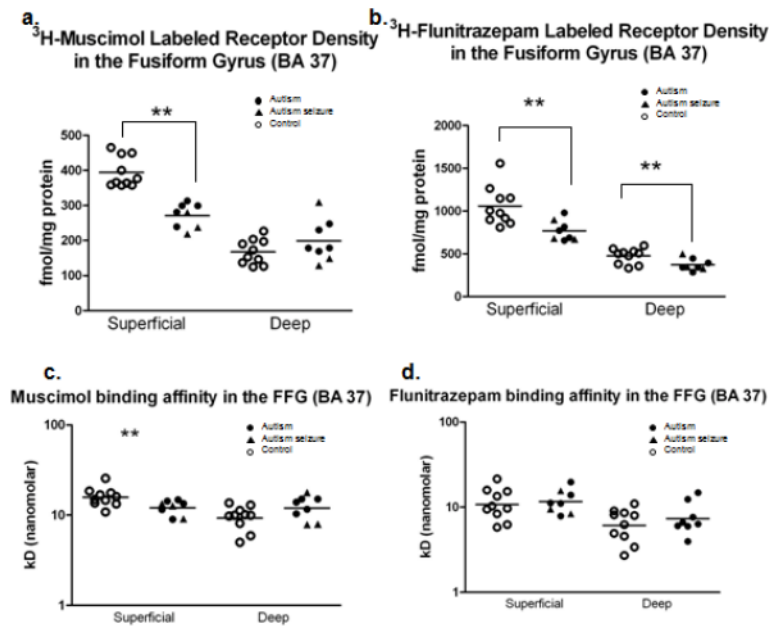 a.
³H-Muscimol Labeled Receptor Density
in the Fusiform Gyrus (BA 37)
Autism
Autism seizure
Control
**
500
400
300
200
100
0
fmol/mg protein
Superficial
Deep
b.
³H-Flunitrazepam Labeled Receptor Density
in the Fusiform Gyrus (BA 37)
Autism
Autism seizure
Control
**
**
2000
1500
1000
500
0
fmol/mg protein
Superficial
Deep
c.
Muscimol binding affinity in the FFG (BA 37)
Autism
Autism seizure
Control
**
100
10
1
kD (nanomolar)
Superficial
Deep
d.
Flunitrazepam binding affinity in the FFG (BA 37)
Autism
Autism seizure
Control
100
10
1
kD (nanomolar)
Superficial
Deep